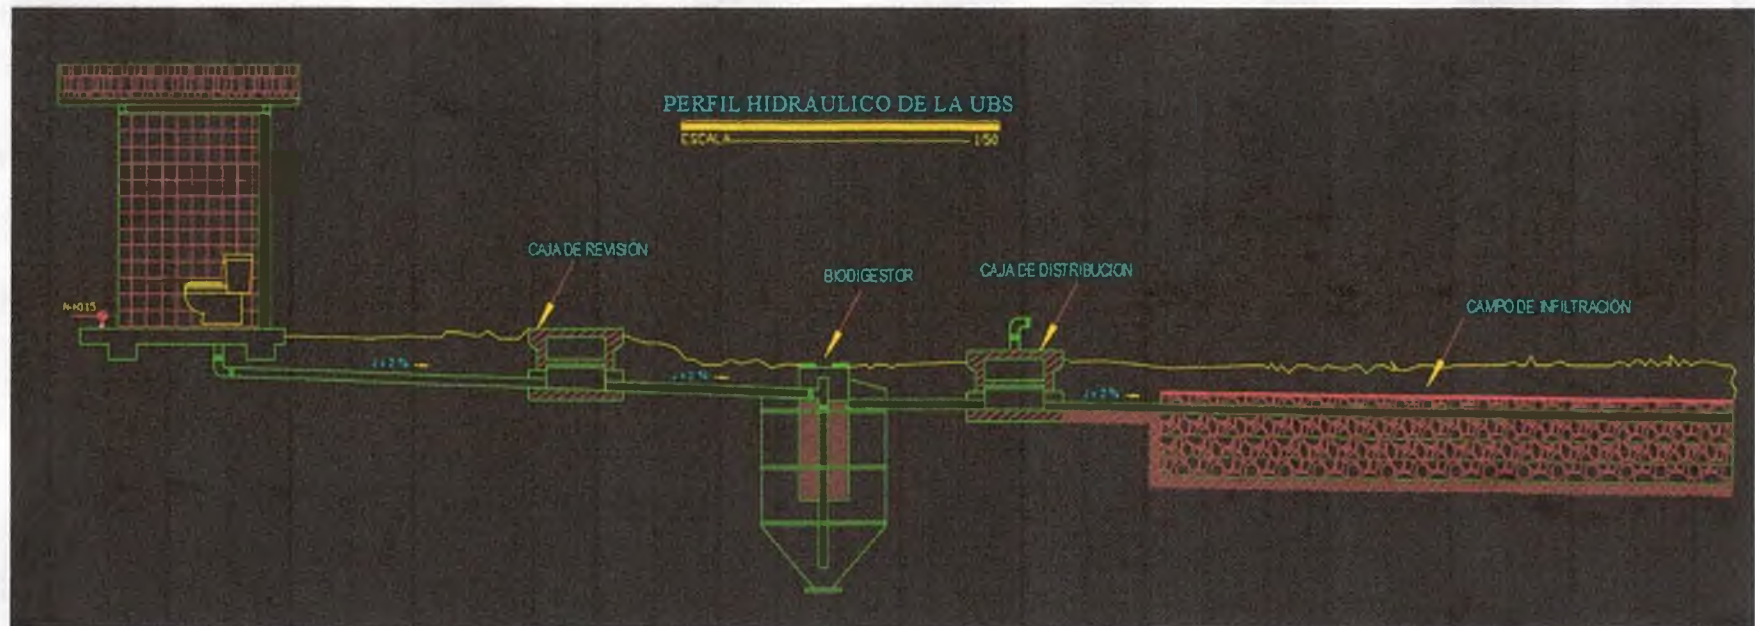 PERFIL HIDRÁULICO DE LA UBS
ESCALA 1:50
CAJA DE REVISIÓN
BIODIGESTOR
CAJA DE DISTRIBUCION
CAMPO DE INFILTRACIÓN